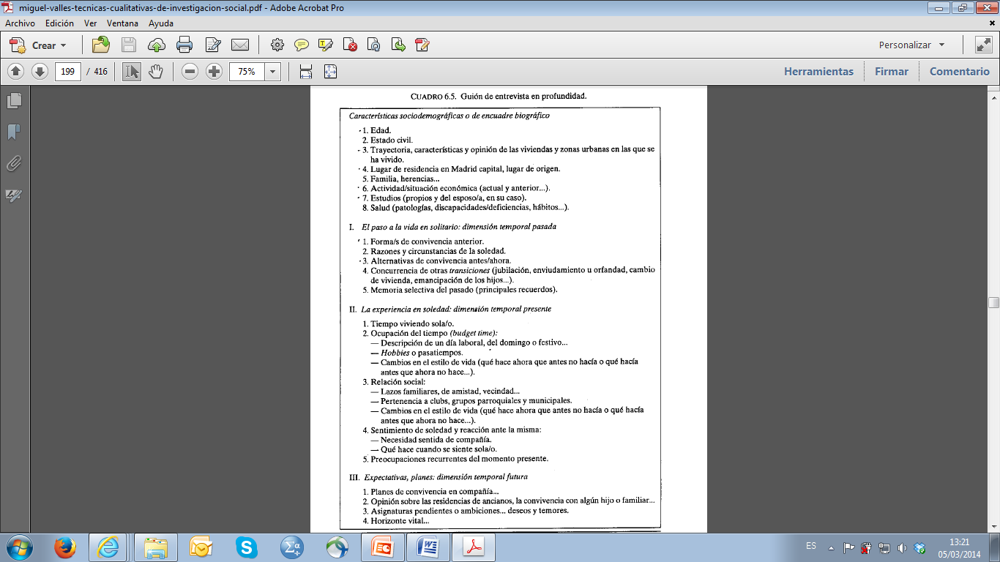 miguel-valles-tecnicas-cualitativas-de-investigacion-social.pdf - Adobe Acrobat Pro
Archivo Edición Ver Ventana Ayuda
Crear
Personalizar
199 / 416
75%
Herramientas Firmar Comentario
CUADRO 6.5. Guión de entrevista en profundidad.
Características sociodemográficas o de encuadre biográfico
1. Edad.
2. Estado civil.
3. Trayectoria, características y opinión de las viviendas y zonas urbanas en las que se
ha vivido.
4. Lugar de residencia en Madrid capital, lugar de origen.
5. Familia, herencias...
6. Actividad/situación económica (actual y anterior...).
7. Estudios (propios y del esposo/a, en su caso).
8. Salud (patologías, discapacidades/deficiencias, hábitos...).
I. El paso a la vida en solitario: dimensión temporal pasada
1. Forma/s de convivencia anterior.
2. Razones y circunstancias de la soledad.
3. Alternativas de convivencia antes/ahora.
4. Concurrencia de otras transiciones (jubilación, enviudamiento u orfandad, cambio
de vivienda, emancipación de los hijos...).
5. Memoria selectiva del pasado (principales recuerdos).
II. La experiencia en soledad: dimensión temporal presente
1. Tiempo viviendo sola/o.
2. Ocupación del tiempo (budget time):
— Descripción de un día laboral, del domingo o festivo...
— Hobbies o pasatiempos.
— Cambios en el estilo de vida (qué hace ahora que antes no hacía o qué hacía
antes que ahora no hace...).
3. Relación social:
— Lazos familiares, de amistad, vecindad...
— Pertenencia a clubs, grupos parroquiales y municipales.
— Cambios en el estilo de vida (qué hace ahora que antes no hacía o qué hacía
antes que ahora no hace...).
4. Sentimiento de soledad y reacción ante la misma:
— Necesidad sentida de compañía.
— Qué hace cuando se siente sola/o.
5. Preocupaciones recurrentes del momento presente.
III. Expectativas, planes: dimensión temporal futura
1. Planes de convivencia en compañía...
2. Opinión sobre las residencias de ancianos, la convivencia con algún hijo o familiar...
3. Asignaturas pendientes o ambiciones... deseos y temores.
4. Horizonte vital...
ES
13:21
05/03/2014